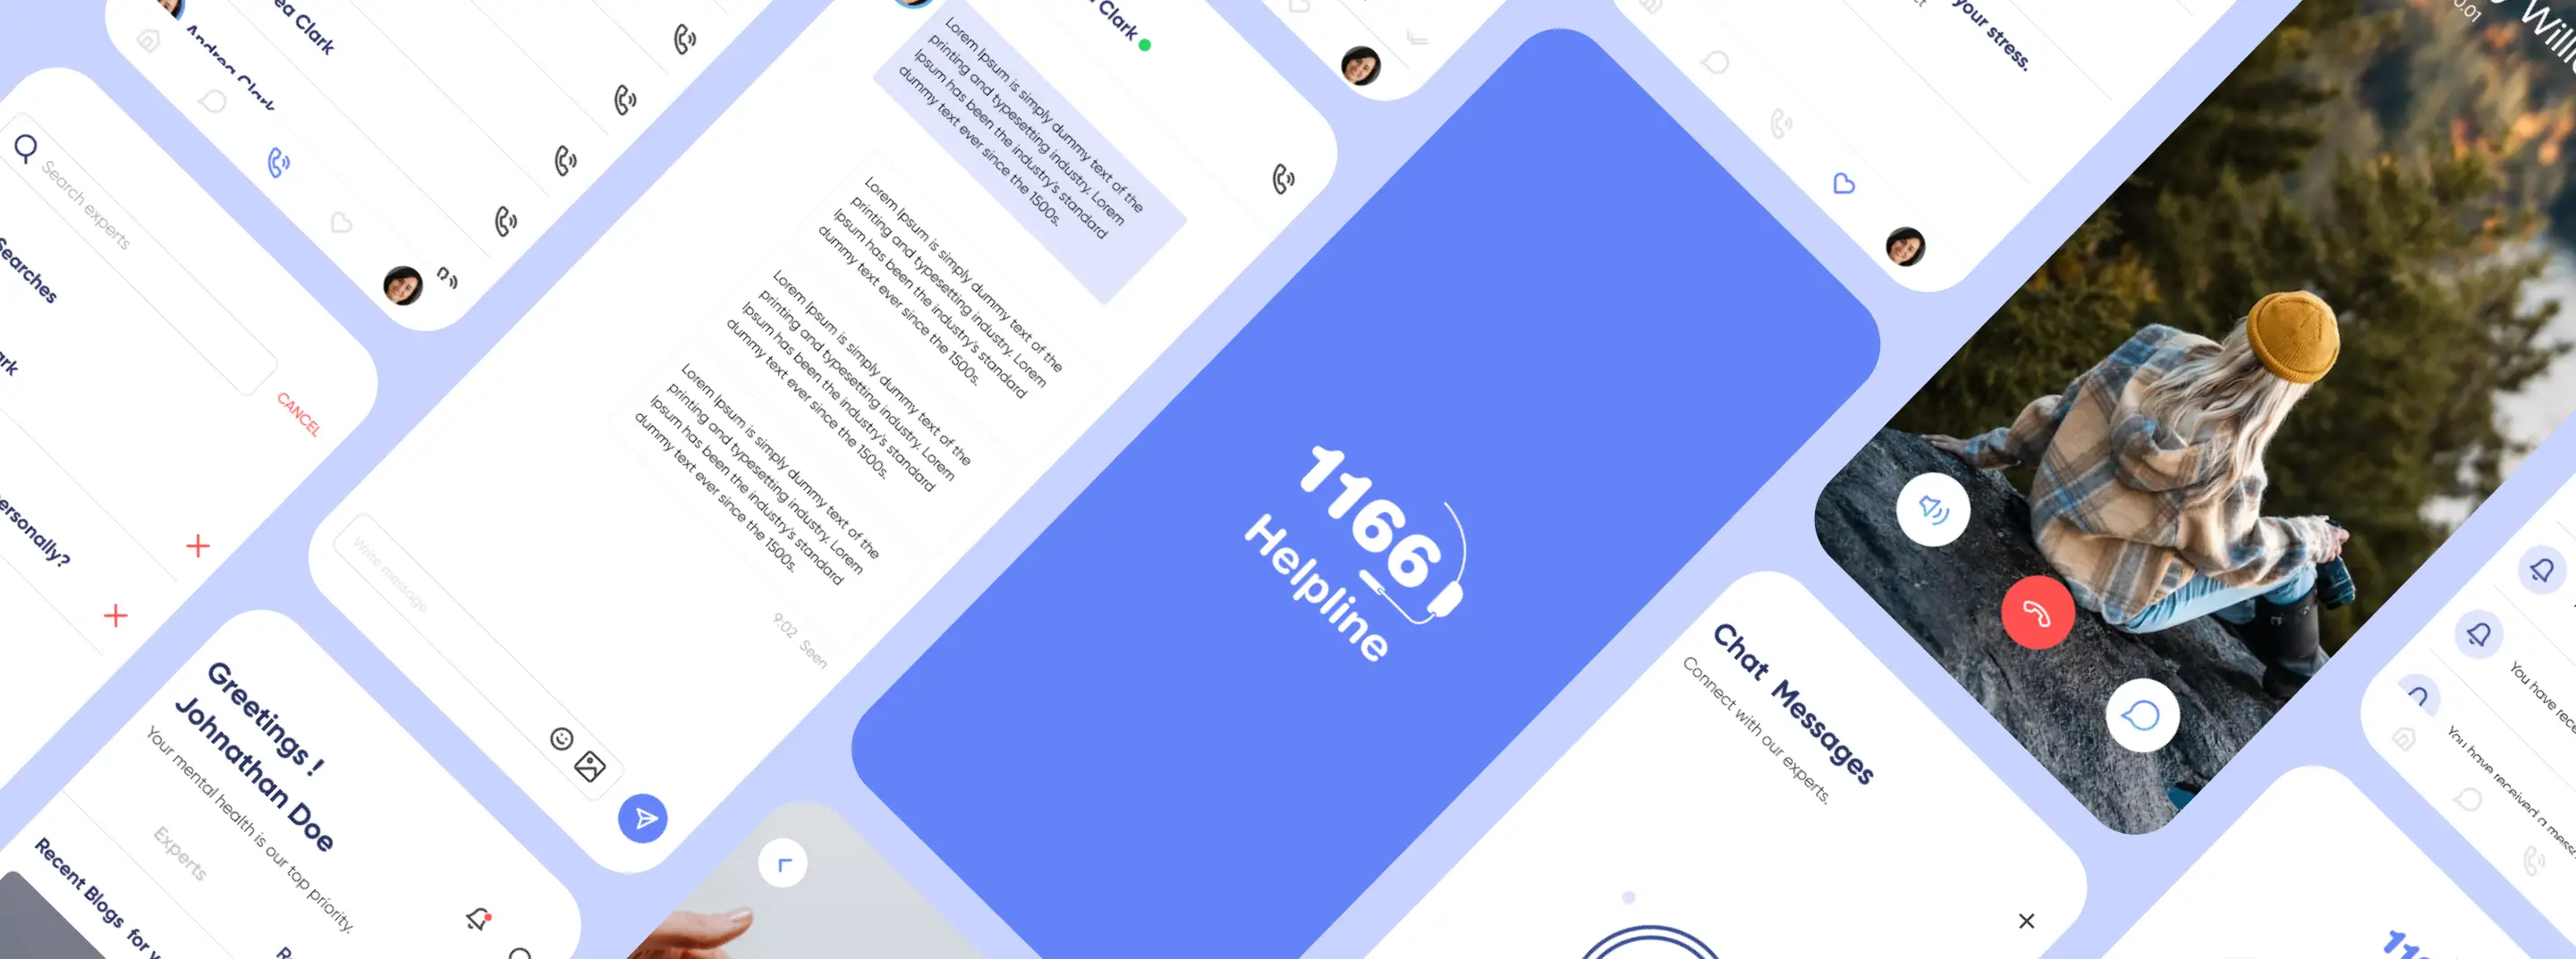 ea Clark
Andrea Clark
Search experts
CANCEL
Searches
ark
ersonally?
Greetings !
Johnathan Doe
Your mental health is our top priority.
Experts
Recent Blogs for
Clark
Lorem Ipsum is simply dummy text of the
printing and typesetting industry. Lorem
Ipsum has been the industry's standard
dummy text ever since the 1500s.
Lorem Ipsum is simply dummy text of the
printing and typesetting industry. Lorem
Ipsum has been the industry's standard
dummy text ever since the 1500s.
Lorem Ipsum is simply dummy text of the
printing and typesetting industry. Lorem
Ipsum has been the industry's standard
dummy text ever since the 1500s.
Lorem Ipsum is simply dummy text of the
printing and typesetting industry. Lorem
Ipsum has been the industry's standard
dummy text ever since the 1500s.
9:02 Seen
Write message
1166
Helpline
your stress.
Chat Messages
Connect with our experts.
You have
You have received a